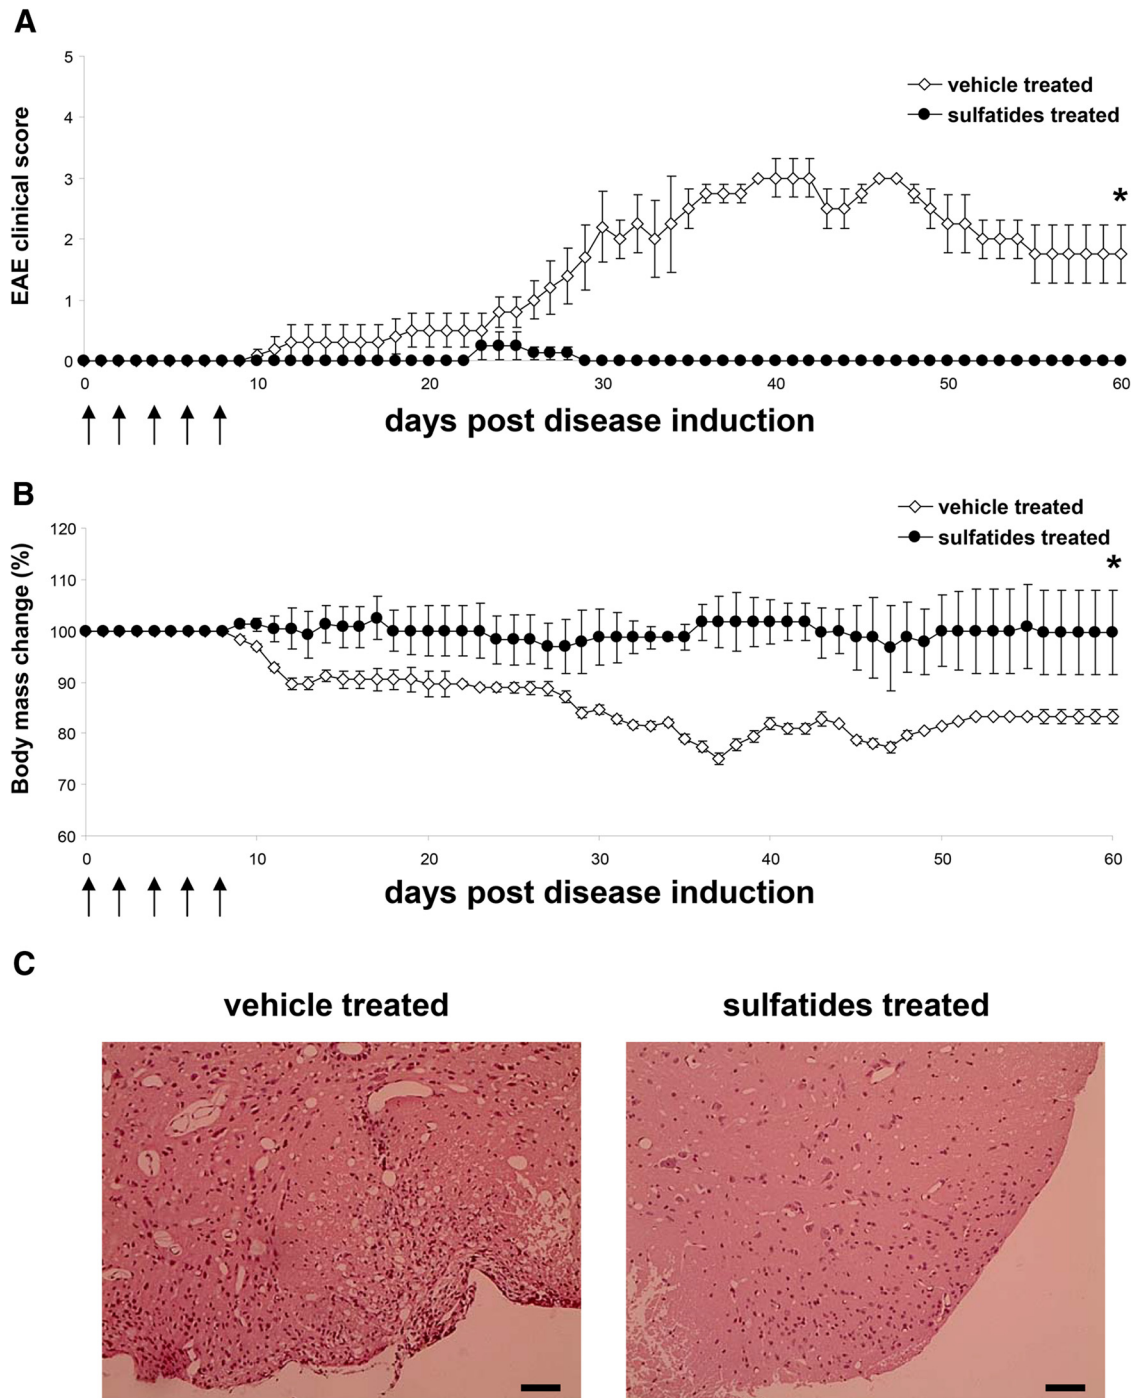 A
5
4
3
2
1
0
EAE clinical score
vehicle treated
sulfatides treated
*
0 10 20 30 40 50 60
days post disease induction
B
120
110
100
90
80
70
60
Body mass change (%)
vehicle treated
sulfatides treated
*
0 10 20 30 40 50 60
days post disease induction
C
vehicle treated sulfatides treated